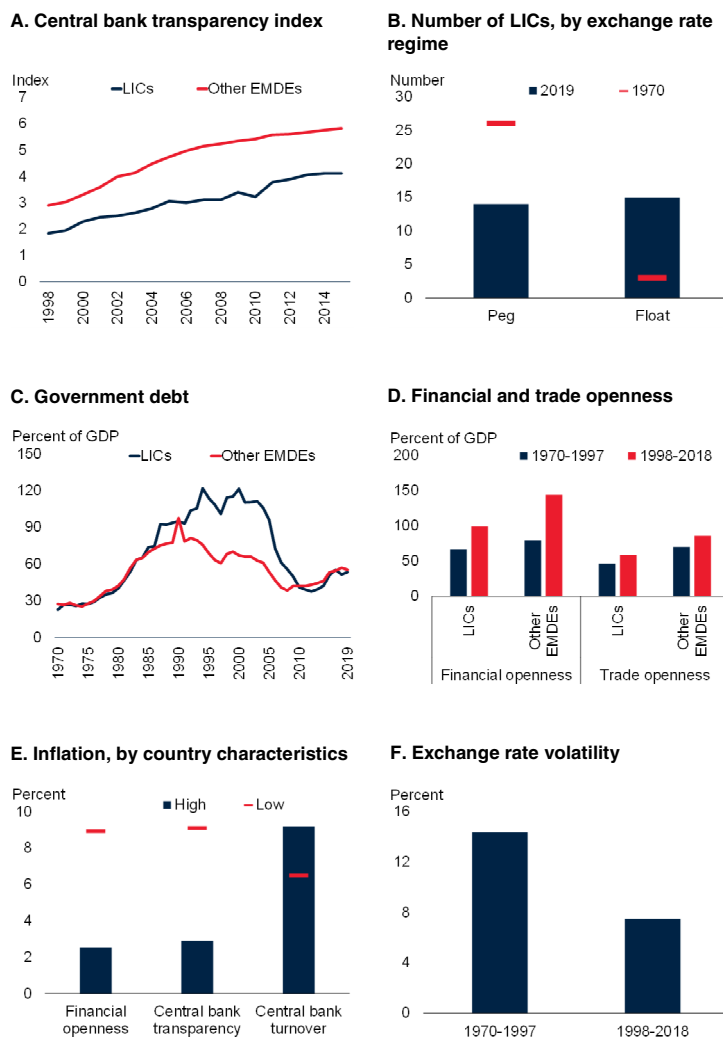 A. Central bank transparency index
Index
LICs
Other EMDEs
7
6
5
4
3
2
1
0
1998
2000
2002
2004
2006
2008
2010
2012
2014
B. Number of LICs, by exchange rate
regime
Number
2019
1970
30
25
20
15
10
5
0
Peg
Float
C. Government debt
Percent of GDP
LICs
Other EMDEs
150
120
90
60
30
0
1970
1975
1980
1985
1990
1995
2000
2005
2010
2019
D. Financial and trade openness
Percent of GDP
1970-1997
1998-2018
200
150
100
50
0
LICs
Other
EMDEs
LICs
Other
EMDEs
Financial openness
Trade openness
E. Inflation, by country characteristics
Percent
High
Low
10
8
6
4
2
0
Financial
openness
Central bank
transparency
Central bank
turnover
F. Exchange rate volatility
Percent
16
12
8
4
0
1970-1997
1998-2018